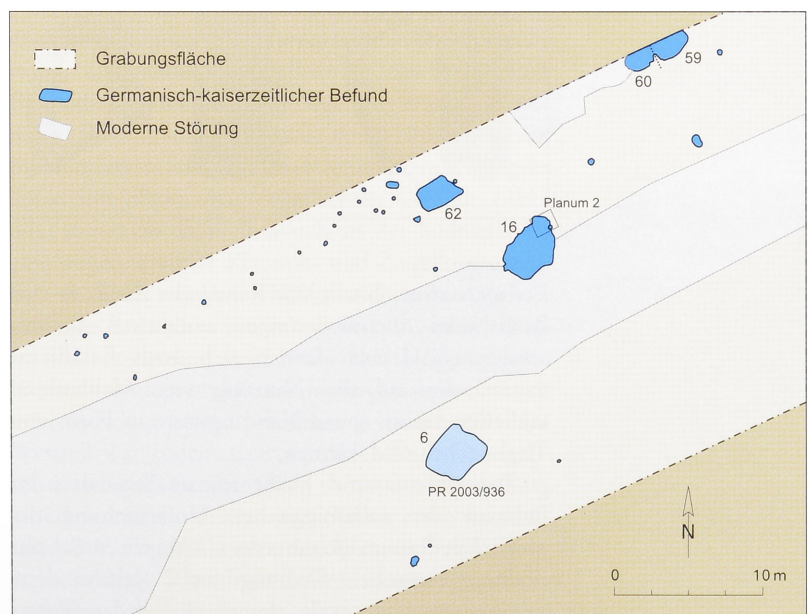 Grabungsfläche
Germanisch-kaiserzeitlicher Befund
Moderne Störung
59
60
62
Planum 2
16
6
PR 2003/936
N
0 10 m